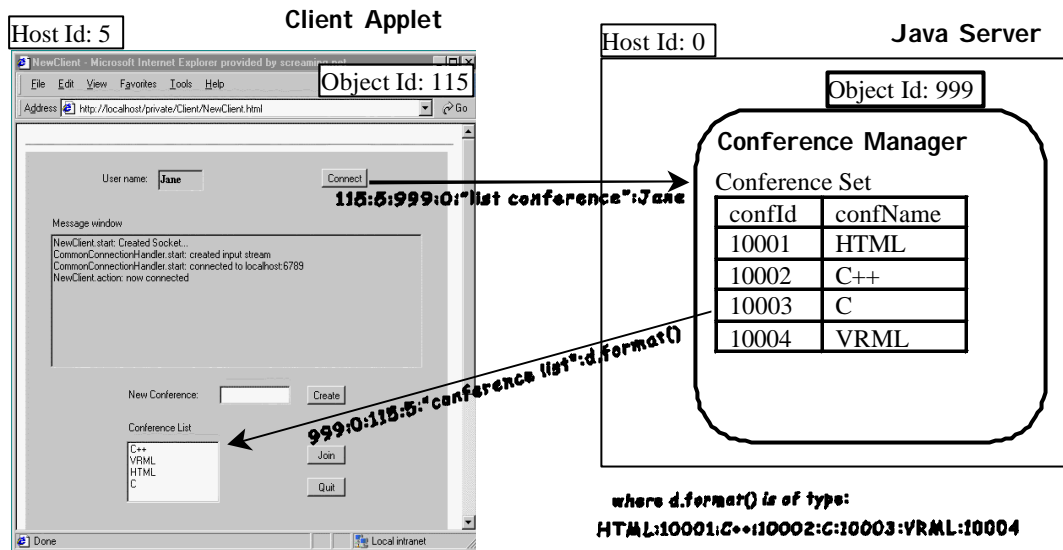 Client Applet
Host Id: 5
NewClient - Microsoft Internet Explorer provided by screaming.net
Object Id: 115
File Edit View Favorites Tools Help
Address http://localhost/private/Client/NewClient.html Go
User name: Jane Connect
115:5:999:0:"list conference":Jane
Message window
NewClient.start: Created Socket...
CommonConnectionHandler.start: created input stream
CommonConnectionHandler.start: connected to localhost:6789
NewClient.action: now connected
999:0:115:5:"conference list":d.format()
New Conference: Create
Conference List
C++
VRML
HTML
C
Join
Quit
Done Local intranet
Java Server
Host Id: 0
Object Id: 999
Conference Manager
Conference Set
confId confName
10001 HTML
10002 C++
10003 C
10004 VRML
where d.format() is of type:
HTML:10001:C++:10002:C:10003:VRML:10004